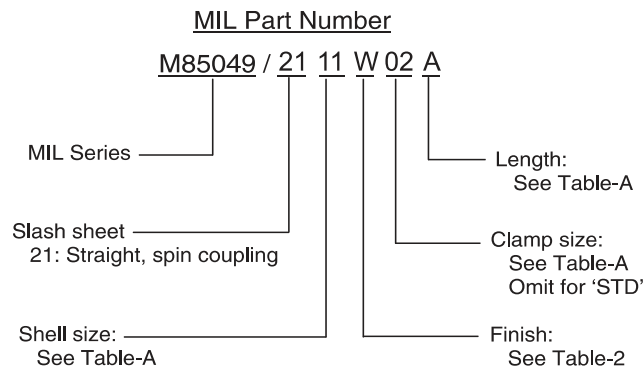 MIL Part Number
M85049 / 21 11 W 02 A
MIL Series
Length:
See Table-A
Slash sheet
21: Straight, spin coupling
Clamp size:
See Table-A
Omit for 'STD'
Shell size:
See Table-A
Finish:
See Table-2